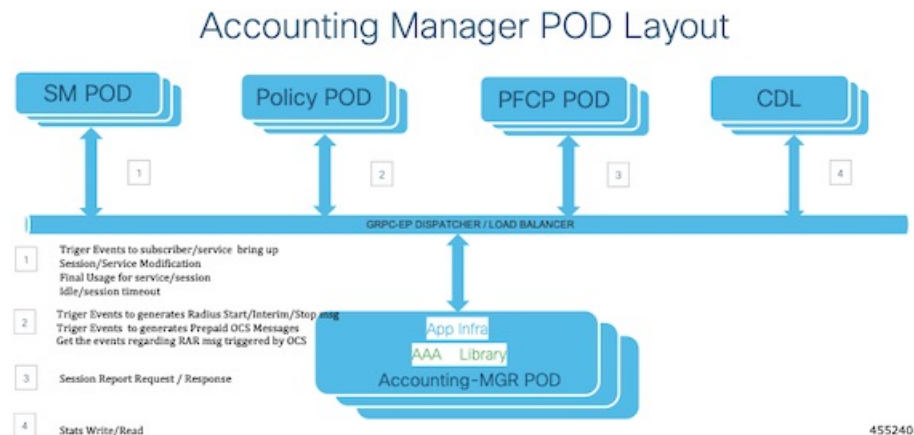 Accounting Manager POD Layout
SM POD
Policy POD
PFCP POD
CDL
1
2
3
4
GRPC-EP DISPATCHER / LOAD BALANCER
1
Triger Events to subscriber/service bring up
Session/Service Modification
Final Usage for service/session
Idle/session timeout
2
Triger Events to generates Radius Start/Interim/Stop msg
Triger Events to generates Prepaid OCS Messages
Get the events regarding RAR msg triggered by OCS
App Infra
AAA Library
Accounting-MGR POD
3
Session Report Request / Response
4
Stats Write/Read
455240